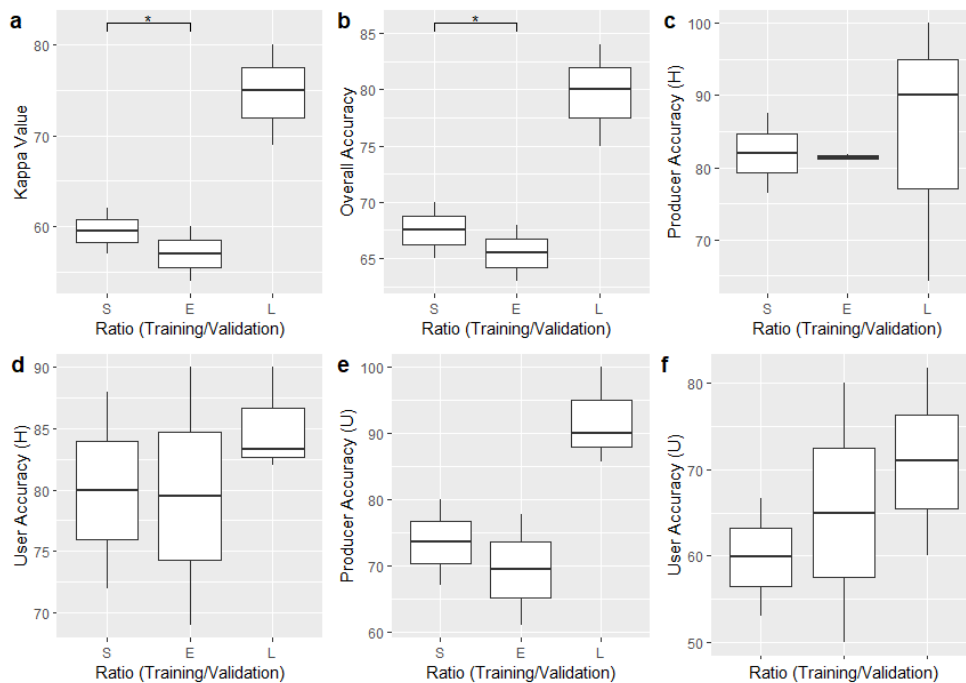 a
*
Kappa Value
80
70
60
S E L
Ratio (Training/Validation)
b
*
Overall Accuracy
85
80
75
70
65
S E L
Ratio (Training/Validation)
c
Producer Accuracy (H)
100
90
80
70
S E L
Ratio (Training/Validation)
d
User Accuracy (H)
90
85
80
75
70
S E L
Ratio (Training/Validation)
e
Producer Accuracy (U)
100
90
80
70
60
S E L
Ratio (Training/Validation)
f
User Accuracy (U)
80
70
60
50
Ratio (Training/Validation)